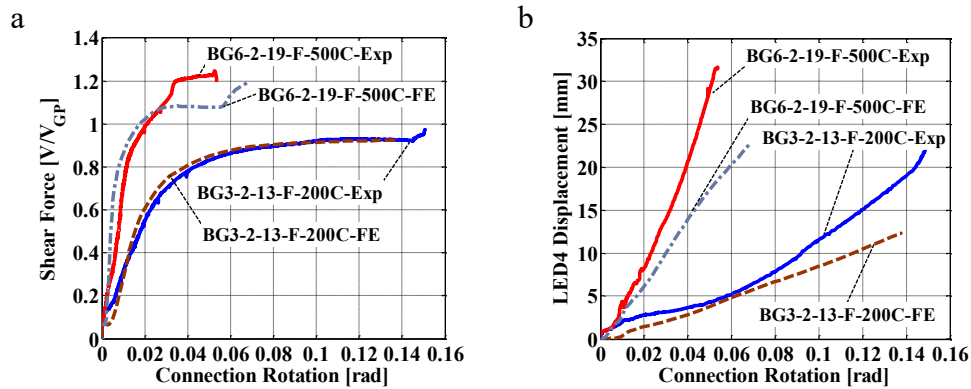 a
1.4
1.2
1
0.8
0.6
0.4
0.2
0
Shear Force [V/V_GP]
BG6-2-19-F-500C-Exp
BG6-2-19-F-500C-FE
BG3-2-13-F-200C-Exp
BG3-2-13-F-200C-FE
0 0.02 0.04 0.06 0.08 0.1 0.12 0.14 0.16
Connection Rotation [rad]
b
35
30
25
20
15
10
5
0
LED4 Displacement [mm]
BG6-2-19-F-500C-Exp
BG6-2-19-F-500C-FE
BG3-2-13-F-200C-Exp
BG3-2-13-F-200C-FE
0 0.02 0.04 0.06 0.08 0.1 0.12 0.14 0.16
Connection Rotation [rad]